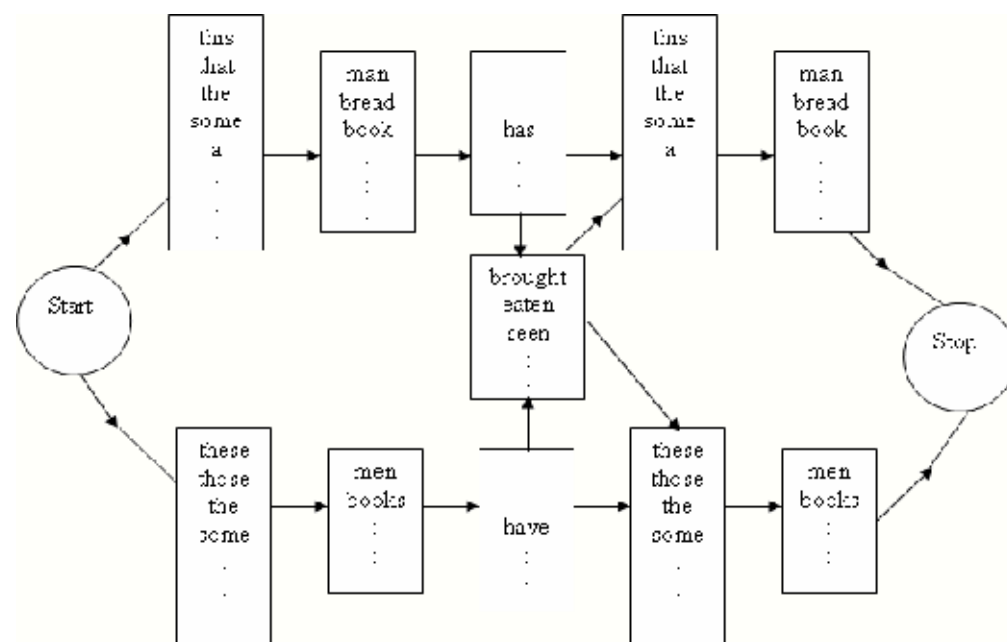 this
that
the
some
a
man
bread
book
has
this
that
the
some
a
man
bread
book
Start
brought
eaten
seen
Stop
these
those
the
some
men
books
have
these
those
the
some
men
books